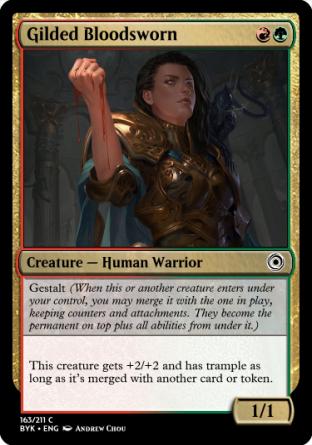 Gilded Bloodsworn
Creature — Human Warrior
Gestalt (When this or another creature enters
under your control, you may merge it with the one in play,
keeping counters and attachments. They become the
permanent on top plus all abilities from under it.)
This creature gets +2/+2 and has trample as
long as it's merged with another card or token.
1/1
163/211 C
BYK • ENG Andrew Chou